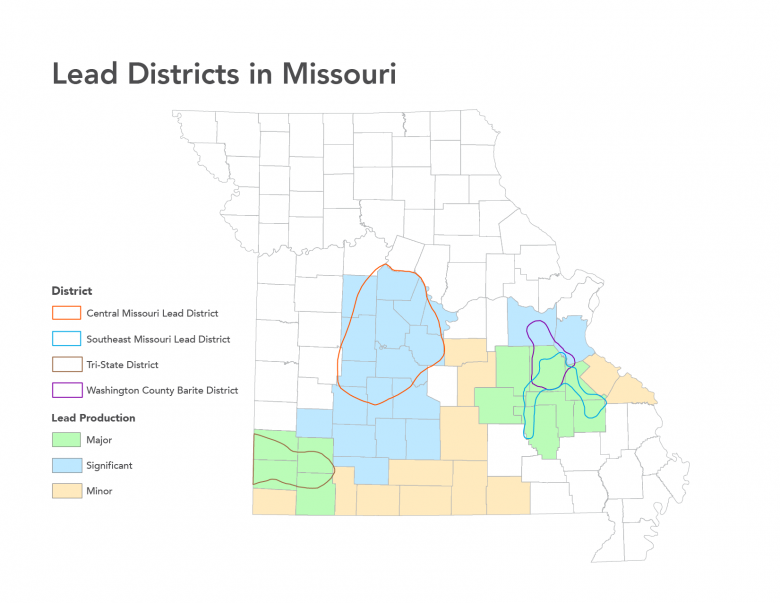 Lead Districts in Missouri
District
Central Missouri Lead District
Southeast Missouri Lead District
Tri-State District
Washington County Barite District
Lead Production
Major
Significant
Minor